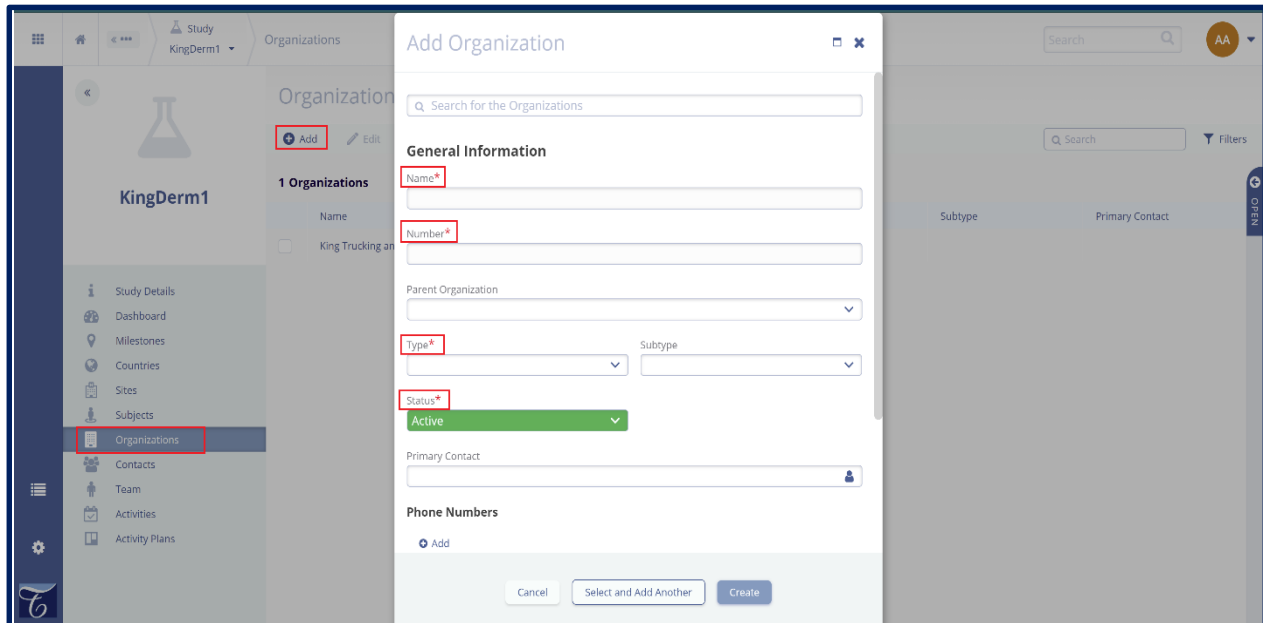 Study
KingDerm1
Organizations
Search
AA
Add Organization
Search for the Organizations
General Information
Name*
Number*
Parent Organization
Type*
Subtype
Status*
Active
Primary Contact
Phone Numbers
Add
Cancel
Select and Add Another
Create
KingDerm1
Study Details
Dashboard
Milestones
Countries
Sites
Subjects
Organizations
Contacts
Team
Activities
Activity Plans
Organization
Add Edit
Search
Filters
1 Organizations
Name Subtype Primary Contact
King Trucking an
OPEN